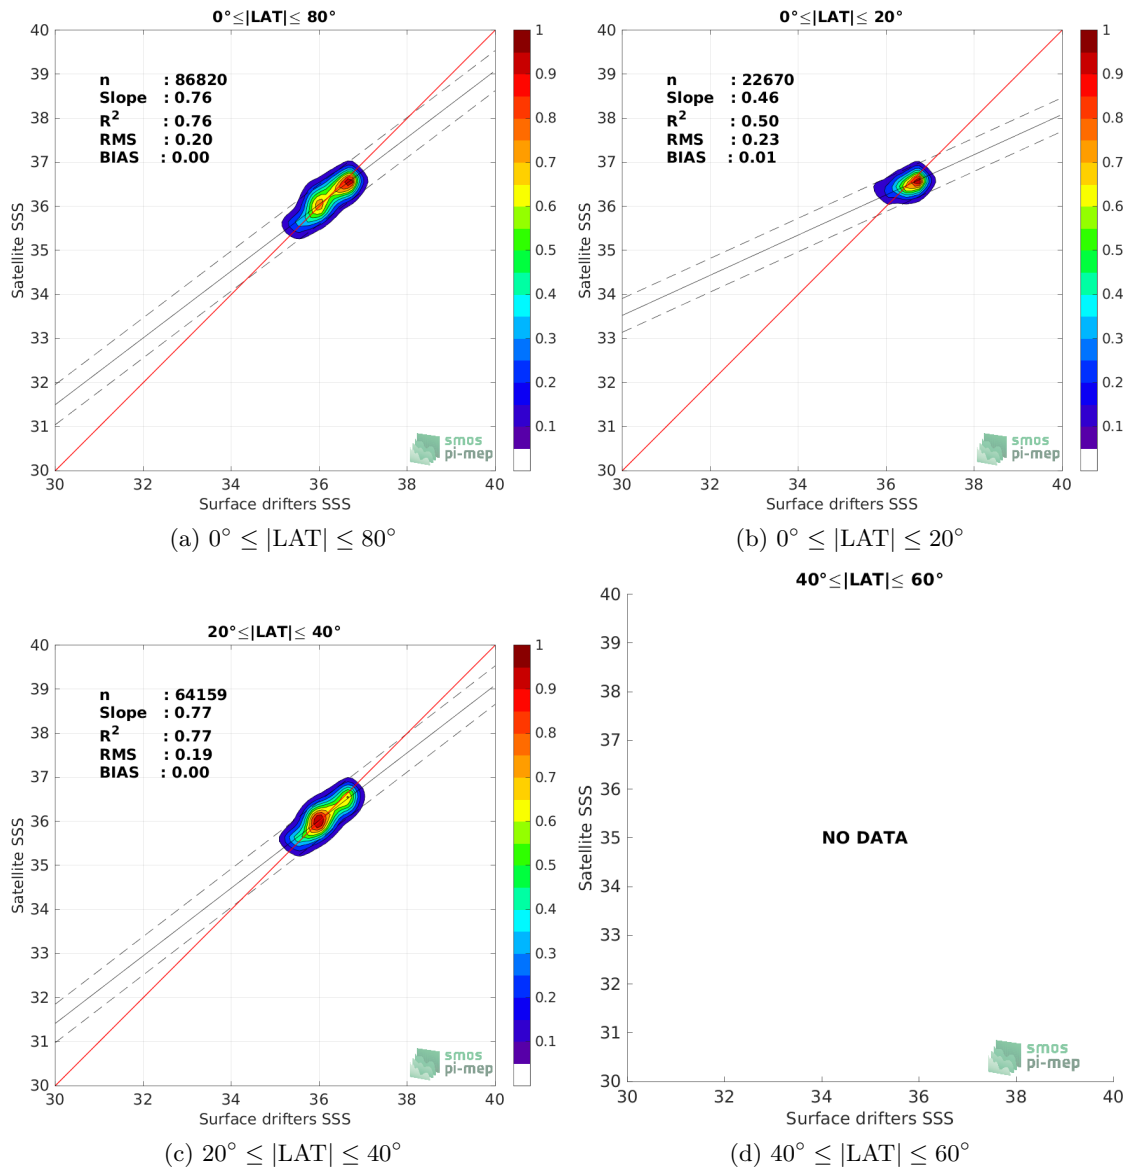 0°≤|LAT|≤ 80°
40
39
38
37
36
35
34
33
32
31
30
Satellite SSS
n : 86820
Slope : 0.76
R2 : 0.76
RMS : 0.20
BIAS : 0.00
1
0.9
0.8
0.7
0.6
0.5
0.4
0.3
0.2
0.1
smos
pi-mep
30 32 34 36 38 40
Surface drifters SSS
(a) 0° ≤ |LAT| ≤ 80°
0°≤|LAT|≤ 20°
40
39
38
37
36
35
34
33
32
31
30
Satellite SSS
n : 22670
Slope : 0.46
R2 : 0.50
RMS : 0.23
BIAS : 0.01
1
0.9
0.8
0.7
0.6
0.5
0.4
0.3
0.2
0.1
smos
pi-mep
30 32 34 36 38 40
Surface drifters SSS
(b) 0° ≤ |LAT| ≤ 20°
20°≤|LAT|≤ 40°
40
39
38
37
36
35
34
33
32
31
30
Satellite SSS
n : 64159
Slope : 0.77
R2 : 0.77
RMS : 0.19
BIAS : 0.00
1
0.9
0.8
0.7
0.6
0.5
0.4
0.3
0.2
0.1
smos
pi-mep
30 32 34 36 38 40
Surface drifters SSS
(c) 20° ≤ |LAT| ≤ 40°
40°≤|LAT|≤ 60°
40
39
38
37
36
35
34
33
32
31
30
Satellite SSS
NO DATA
smos
pi-mep
30 32 34 36 38 40
Surface drifters SSS
(d) 40° ≤ |LAT| ≤ 60°